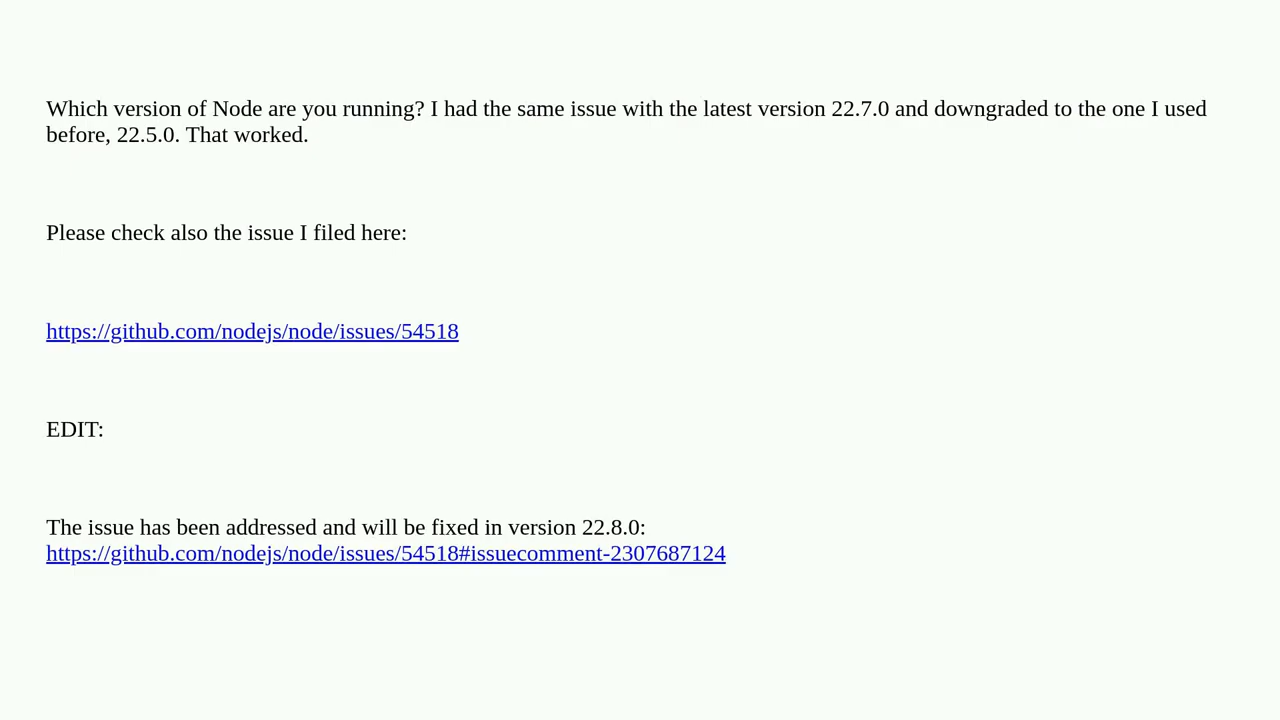 Which version of Node are you running? I had the same issue with the latest version 22.7.0 and downgraded to the one I used
before, 22.5.0. That worked.
Please check also the issue I filed here:
https://github.com/nodejs/node/issues/54518
EDIT:
The issue has been addressed and will be fixed in version 22.8.0:
https://github.com/nodejs/node/issues/54518#issuecomment-2307687124